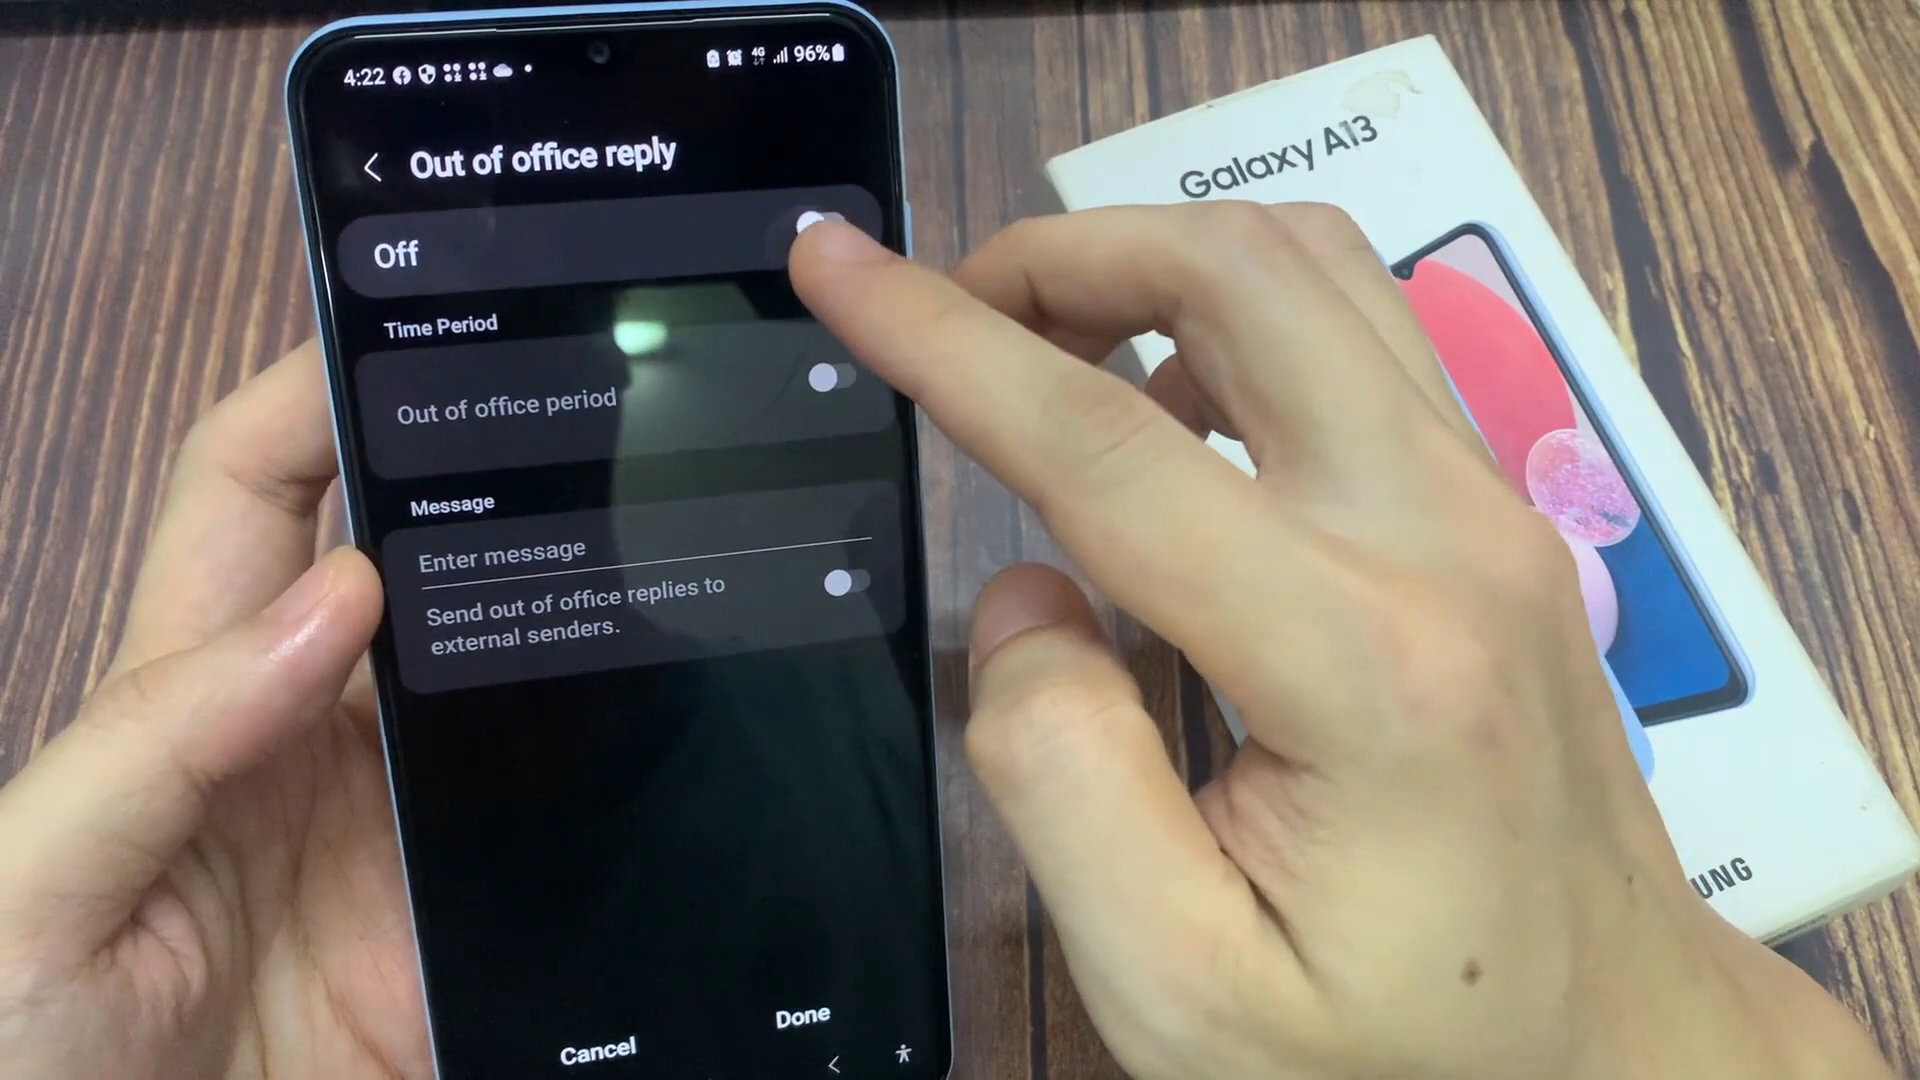 4:22
4G
96%
Out of office reply
Off
Time Period
Out of office period
Message
Enter message
Send out of office replies to
external senders.
Done
Cancel
Galaxy A13
UNG